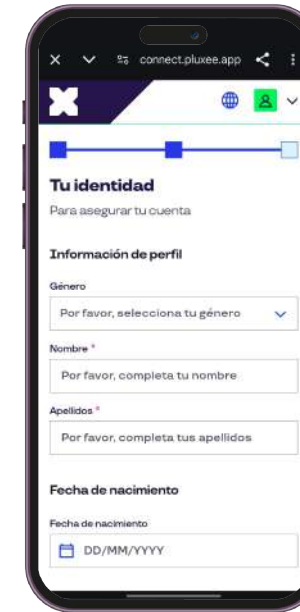 connect.pluxee.app
Tu identidad
Para asegurar tu cuenta
Información de perfil
Género
Por favor, selecciona tu género
Nombre *
Por favor, completa tu nombre
Apellidos *
Por favor, completa tus apellidos
Fecha de nacimiento
Fecha de nacimiento
DD/MM/YYYY